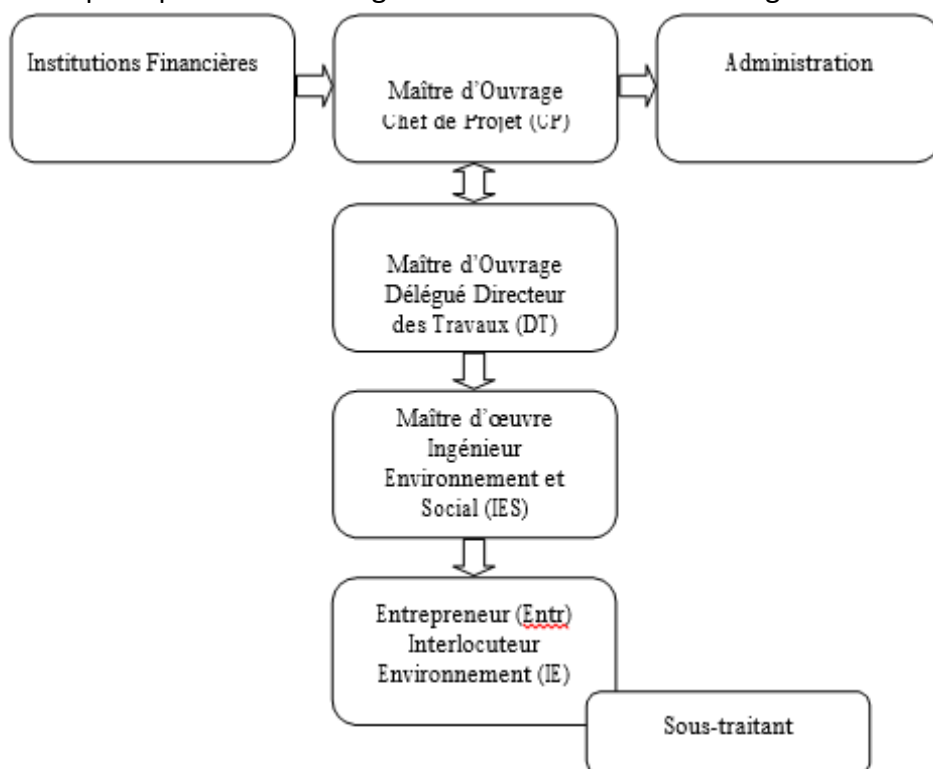 Institutions Financières
Maître d'Ouvrage
Chef de Projet (CP)
Administration
Maître d'Ouvrage
Délégué Directeur
des Travaux (DT)
Maître d'œuvre
Ingénieur
Environnement et
Social (IES)
Entrepreneur (Entr)
Interlocuteur
Environnement (IE)
Sous-traitant